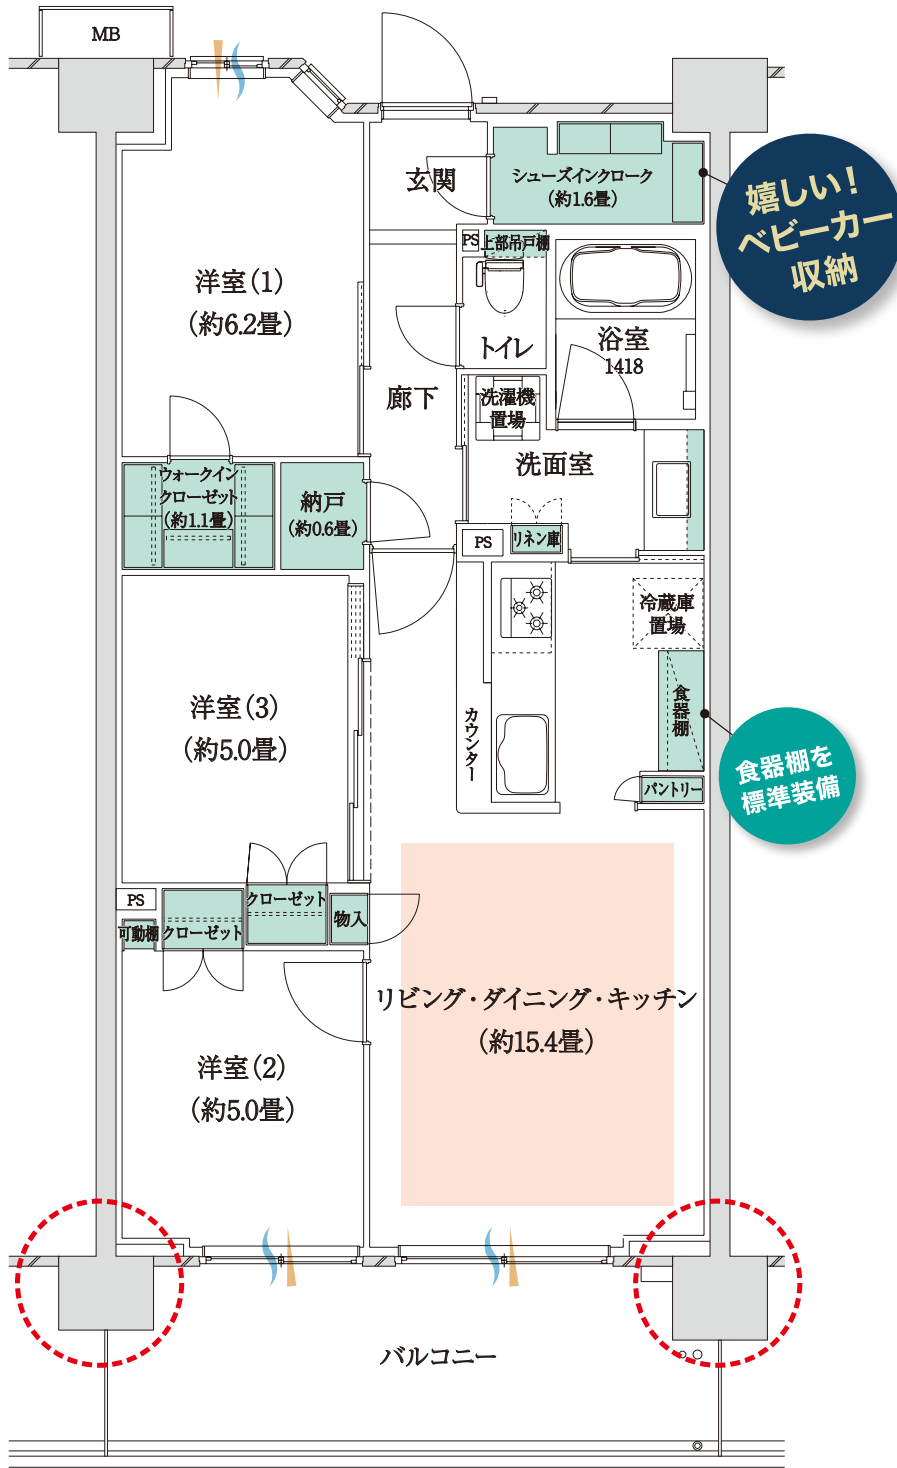 MB
玄関
シューズインクローク
(約1.6畳)
嬉しい!
ベビーカー
収納
PS
上部吊戸棚
洋室(1)
(約6.2畳)
トイレ
浴室
1418
廊下
洗濯機
置場
洗面室
ウォークイン
クローゼット
(約1.1畳)
納戸
(約0.6畳)
PS
リネン庫
冷蔵庫
置場
洋室(3)
(約5.0畳)
カウンター
食器棚
食器棚を
標準装備
パントリー
PS
クローゼット
物入
可動棚
クローゼット
リビング・ダイニング・キッチン
(約15.4畳)
洋室(2)
(約5.0畳)
バルコニー